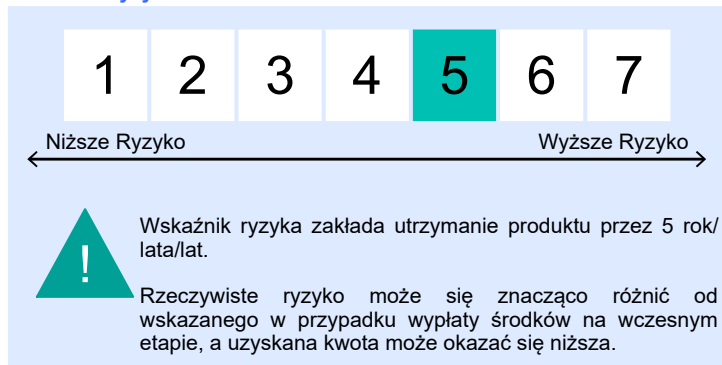 1 2 3 4 5 6 7
Niższe Ryzyko Wyższe Ryzyko
!
Wskaźnik ryzyka zakłada utrzymanie produktu przez 5 rok/
lata/lat.
Rzeczywiste ryzyko może się znacząco różnić od
wskazanego w przypadku wypłaty środków na wczesnym
etapie, a uzyskana kwota może okazać się niższa.